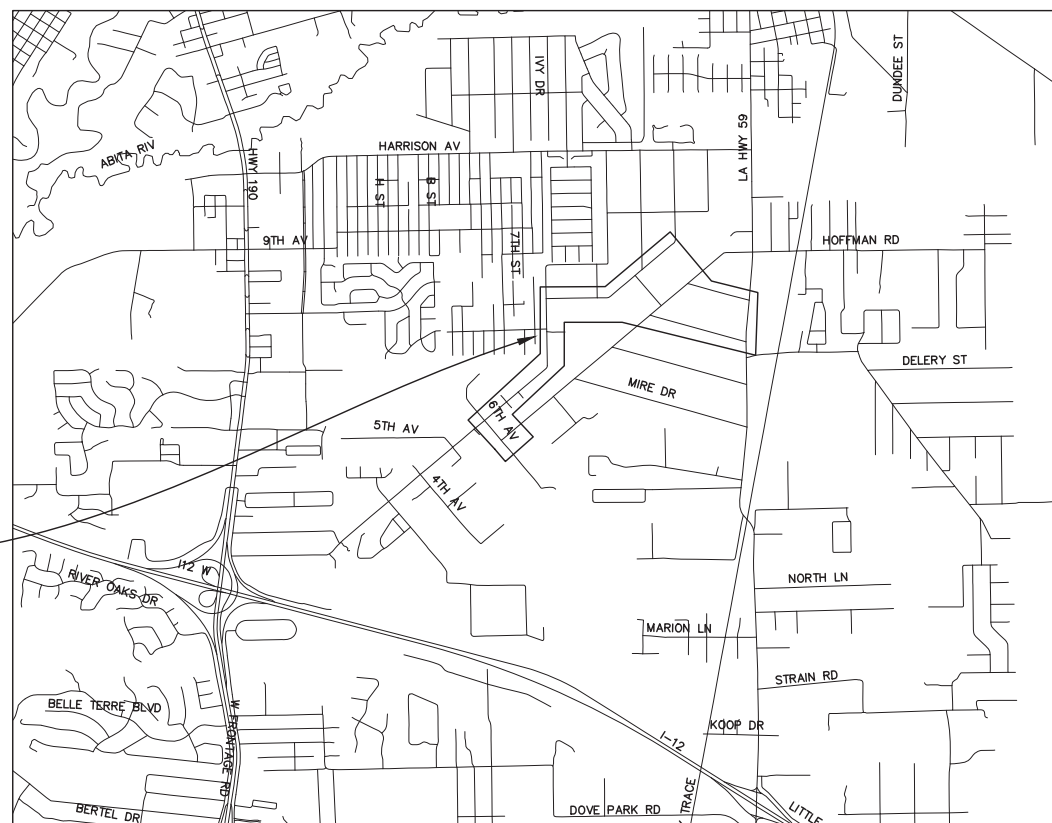 DUNDEE ST
IVY DR
ABITA RIV
HWY 190
HARRISON AV
LA HWY 59
H ST
B ST
7TH ST
9TH AV
HOFFMAN RD
DELERY ST
MIRE DR
6TH AV
5TH AV
4TH AV
I12 W
RIVER OAKS DR
NORTH LN
MARION LN
STRAIN RD
BELLE TERRE BLVD
W FRONTAGE RD
KOOP DR
I-12
TRACE
LITTLE
DOVE PARK RD
BERTEL DR